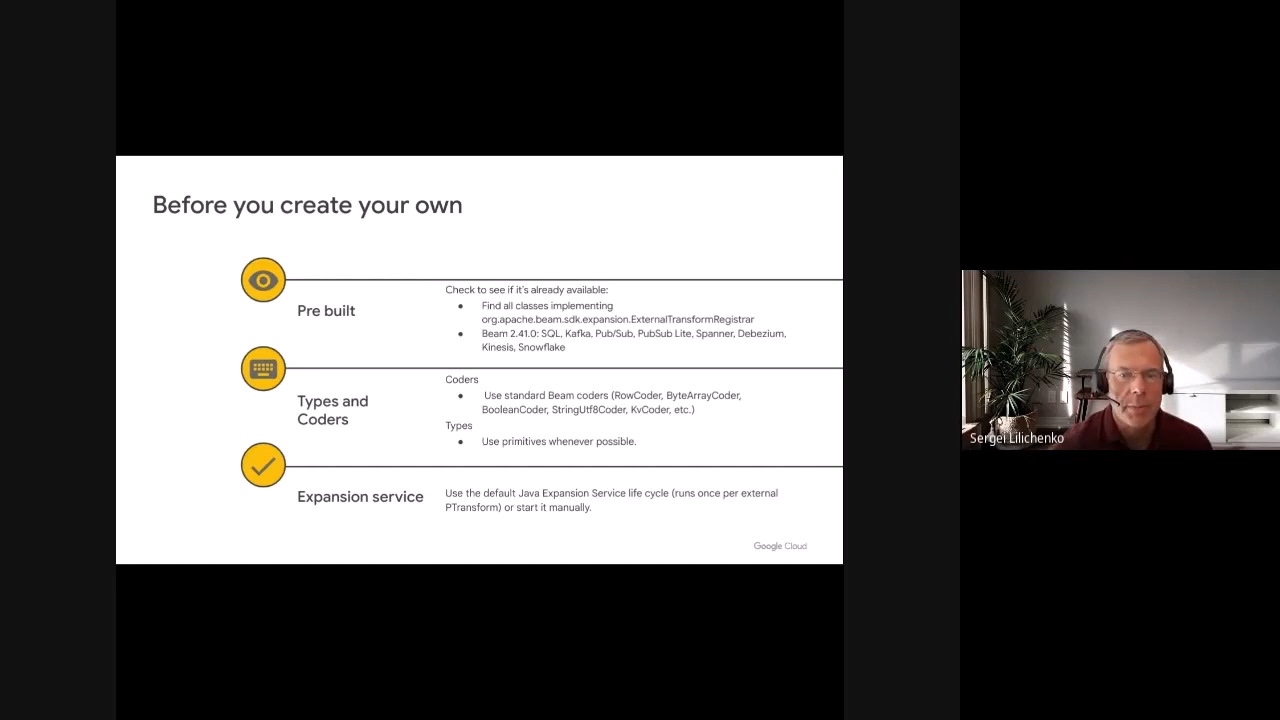 Before you create your own
Pre built
Check to see if it's already available:
● Find all classes implementing
org.apache.beam.sdk.expansion.ExternalTransformRegistrar
● Beam 2.41.0: SQL, Kafka, Pub/Sub, PubSub Lite, Spanner, Debezium,
Kinesis, Snowflake
Types and
Coders
Coders
● Use standard Beam coders (RowCoder, ByteArrayCoder,
BooleanCoder, StringUtf8Coder, KvCoder, etc.)
Types
● Use primitives whenever possible.
Expansion service
Use the default Java Expansion Service life cycle (runs once per external
PTransform) or start it manually.
Google Cloud
Sergei Lilichenko